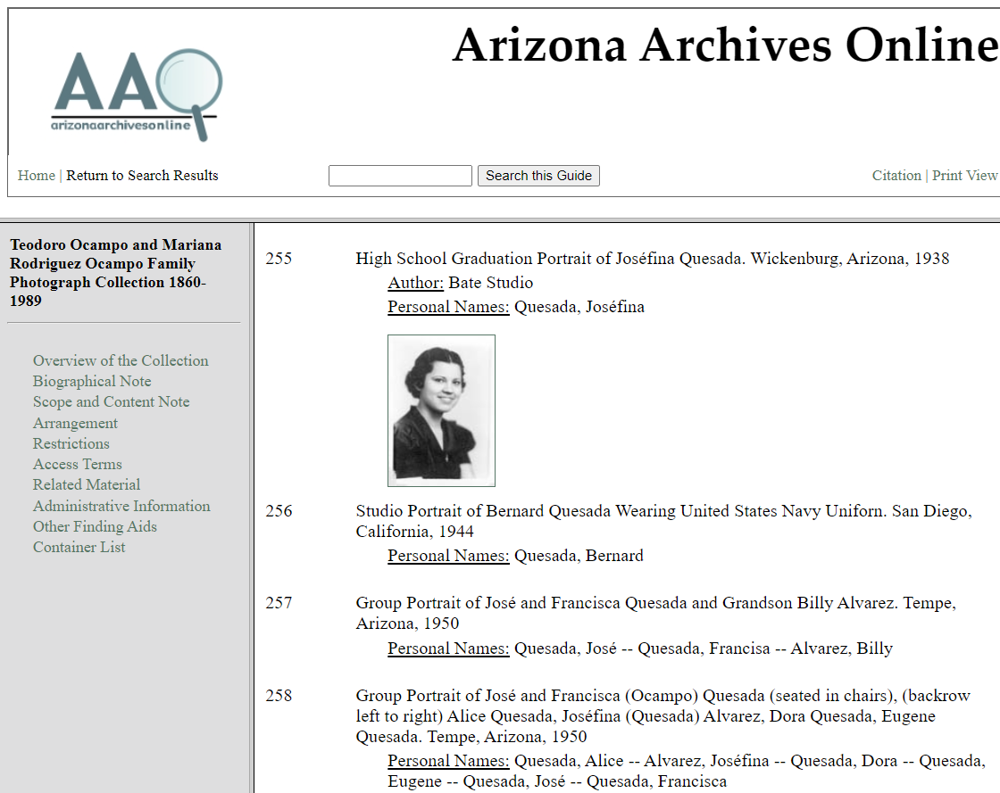 Arizona Archives Online
AAO
arizonaarchivesonline
Home | Return to Search Results
Search this Guide
Citation | Print View
Teodoro Ocampo and Mariana
Rodriguez Ocampo Family
Photograph Collection 1860-
1989
Overview of the Collection
Biographical Note
Scope and Content Note
Arrangement
Restrictions
Access Terms
Related Material
Administrative Information
Other Finding Aids
Container List
255 High School Graduation Portrait of Joséfina Quesada. Wickenburg, Arizona, 1938
Author: Bate Studio
Personal Names: Quesada, Joséfina
256 Studio Portrait of Bernard Quesada Wearing United States Navy Uniforn. San Diego,
California, 1944
Personal Names: Quesada, Bernard
257 Group Portrait of José and Francisca Quesada and Grandson Billy Alvarez. Tempe,
Arizona, 1950
Personal Names: Quesada, José -- Quesada, Francisa -- Alvarez, Billy
258 Group Portrait of José and Francisca (Ocampo) Quesada (seated in chairs), (backrow
left to right) Alice Quesada, Joséfina (Quesada) Alvarez, Dora Quesada, Eugene
Quesada. Tempe, Arizona, 1950
Personal Names: Quesada, Alice -- Alvarez, Joséfina -- Quesada, Dora -- Quesada,
Eugene -- Quesada, José -- Quesada, Francisca